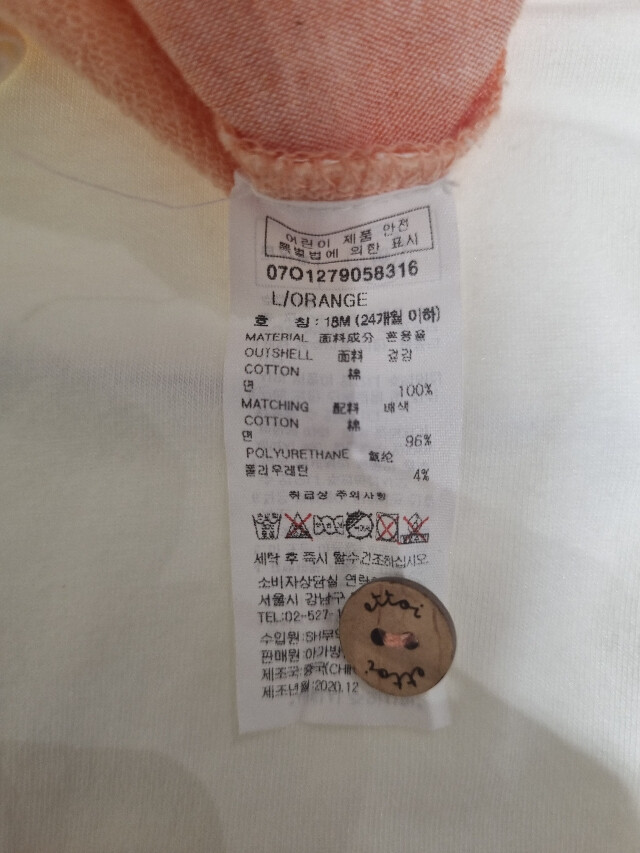 어린이 제품 안전
특별법에 의한 표시
07O1279058316
L/ORANGE
호 칭 : 18M (24개월 이하)
MATERIAL 面料成分 혼용율
OUTSHELL 面料 겉감
COTTON 棉
면 100%
MATCHING 配料 배색
COTTON 棉
면 96%
POLYURETHANE 氨纶
폴리우레탄 4%
취급상 주의사항
세탁 후 즉시 탈수건조하십시오
소비자상담실
서울시 강남구
TEL:02-527-1
수입원:SH무
판매원:아가방
제조국:중국(CHI
제조년월:2020.12
ettoi
ettoi